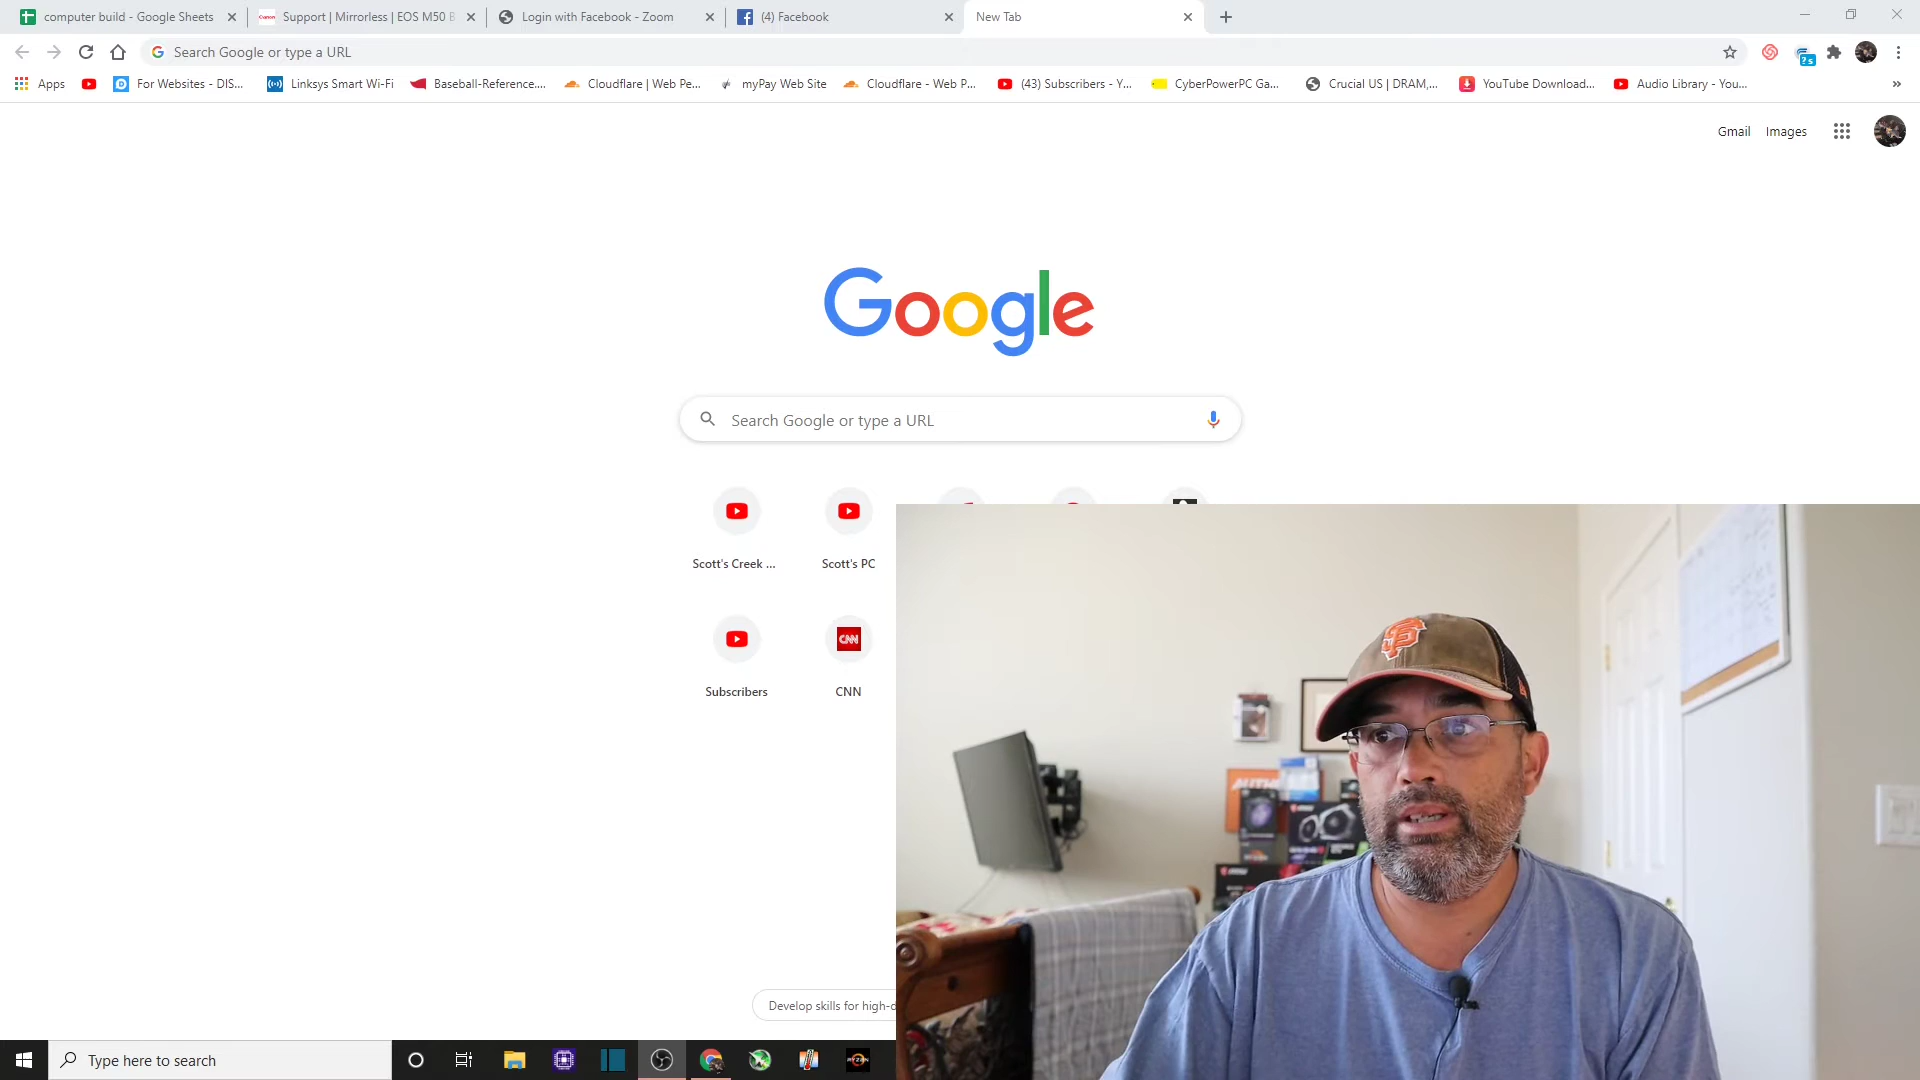 computer build - Google Sheets
Support | Mirrorless | EOS M50 B
Login with Facebook - Zoom
(4) Facebook
New Tab
Search Google or type a URL
Apps
For Websites - DIS...
Linksys Smart Wi-Fi
Baseball-Reference....
Cloudflare | Web Pe...
myPay Web Site
Cloudflare - Web P...
(43) Subscribers - Y...
CyberPowerPC Ga...
Crucial US | DRAM,...
YouTube Download...
Audio Library - You...
Gmail
Images
Google
Search Google or type a URL
Scott's Creek ...
Scott's PC
Subscribers
CNN
CNN
SF
Develop skills for high-d
Type here to search
RYZEN